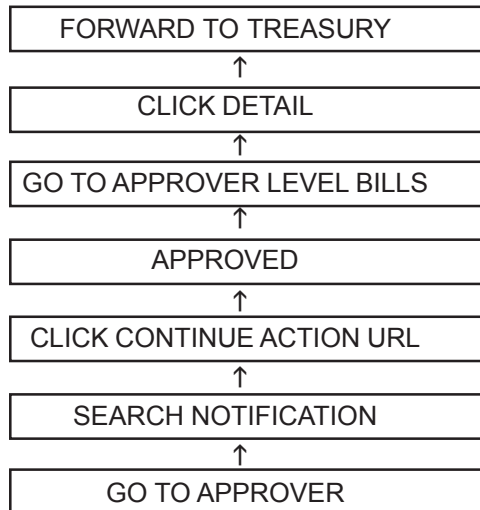 FORWARD TO TREASURY
↑
CLICK DETAIL
↑
GO TO APPROVER LEVEL BILLS
↑
APPROVED
↑
CLICK CONTINUE ACTION URL
↑
SEARCH NOTIFICATION
↑
GO TO APPROVER